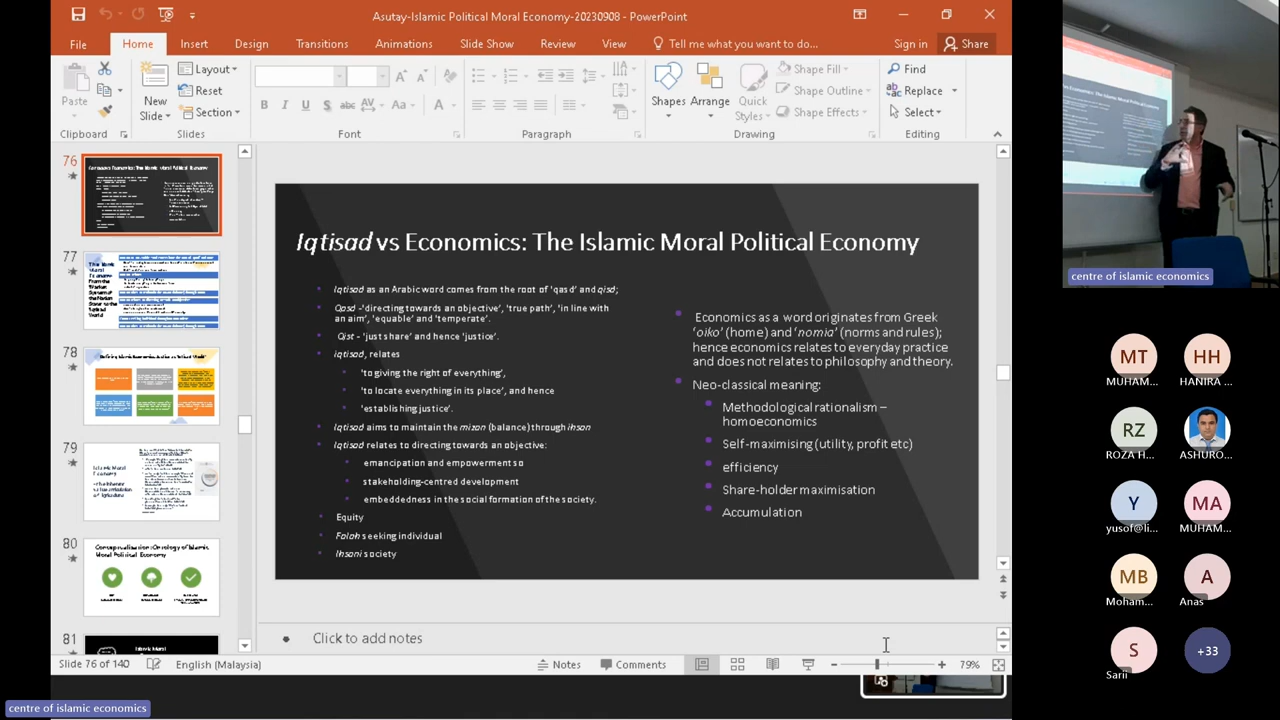 Asutay-Islamic Political Moral Economy-20230908 - PowerPoint
File Home Insert Design Transitions Animations Slide Show Review View Tell me what you want to do... Sign in Share
Paste
Clipboard
New Slide
Layout
Reset
Section
Slides
Font
Paragraph
Shapes
Arrange
Quick Styles
Shape Fill
Shape Outline
Shape Effects
Drawing
Find
Replace
Select
Editing
76
77
78
79
80
Conceptualisation: Ontology of Islamic
Moral Political Economy
81
Iqtisad vs Economics: The Islamic Moral Political Economy
Iqtisad as an Arabic word comes from the root of 'qasd' and qisd;
Qasd -'directing towards an objective', 'true path', 'in line with
an aim', 'equable' and 'temperate'.
Qist - 'just share' and hence 'justice'.
iqtisad, relates
'to giving the right of everything',
'to locate everything in its place', and hence
'establishing justice'.
Iqtisad aims to maintain the mizan (balance) through ihsan
Iqtisad relates to directing towards an objective:
emancipation and empowerment so
stakeholding-centred development
embeddedness in the social formation of the society.
Equity
Falah seeking individual
Ihsani society
Economics as a word originates from Greek
'oiko' (home) and 'nomia' (norms and rules);
hence economics relates to everyday practice
and does not relates to philosophy and theory.
Neo-classical meaning:
Methodological rationalism –
homoeconomics
Self-maximising (utility, profit etc)
efficiency
Share-holder maximisation
Accumulation
Click to add notes
Slide 76 of 140 English (Malaysia) Notes Comments 79%
centre of islamic economics
centre of islamic economics
MT
MUHAM...
HH
HANIRA ...
RZ
ROZA H...
ASHURO...
Y
yusof@li...
MA
MUHAM...
MB
Moham...
A
Anas
S
Sarii
+33